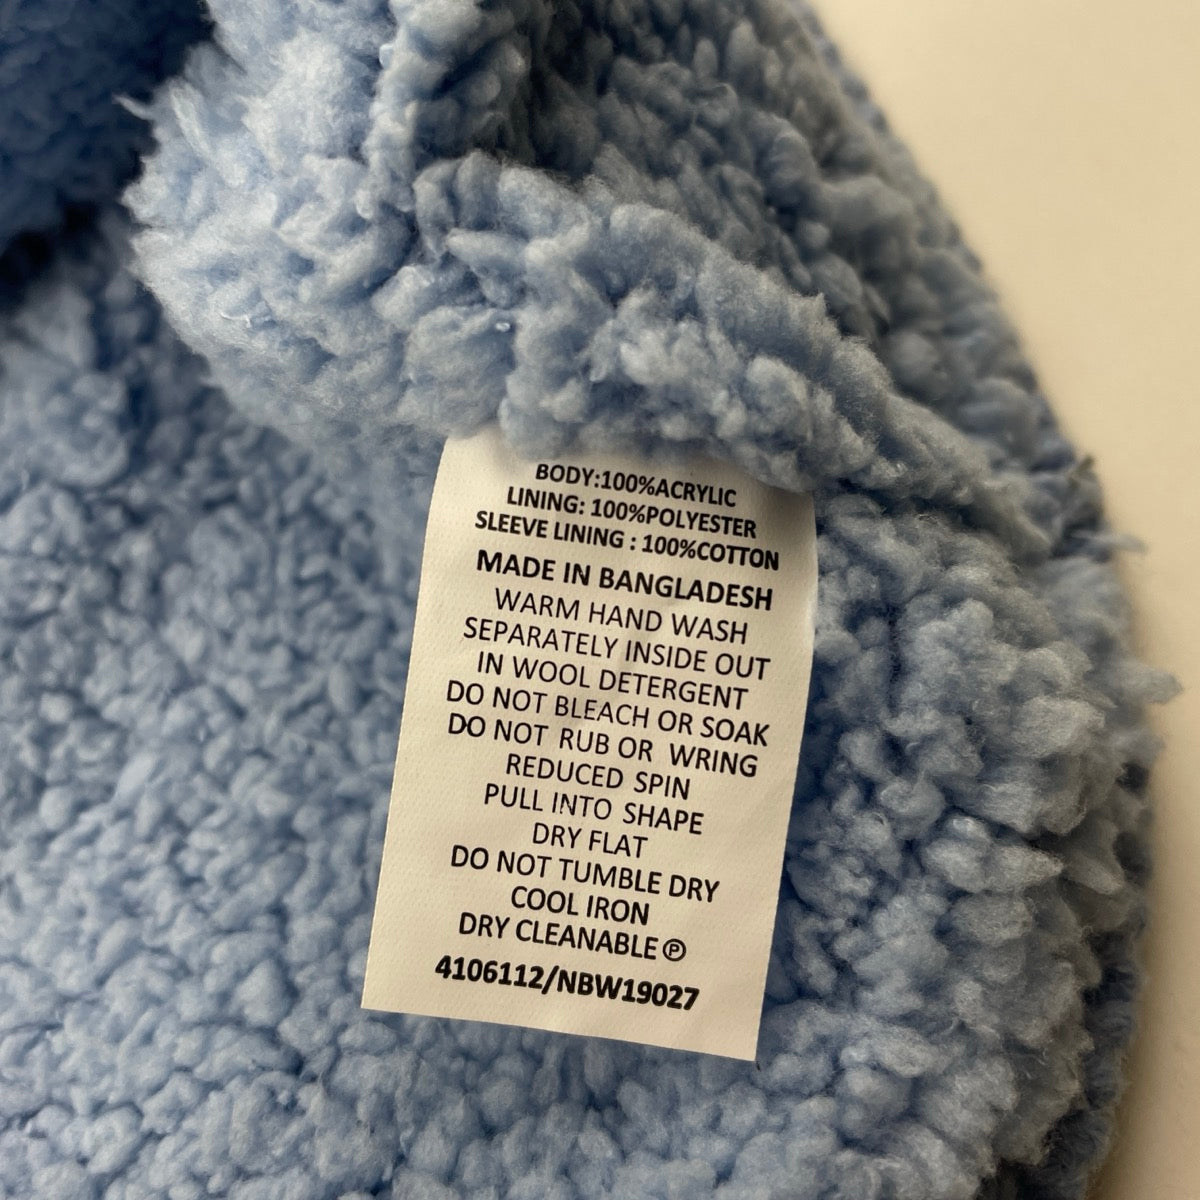 BODY:100%ACRYLIC
LINING: 100%POLYESTER
SLEEVE LINING : 100%COTTON
MADE IN BANGLADESH
WARM HAND WASH
SEPARATELY INSIDE OUT
IN WOOL DETERGENT
DO NOT BLEACH OR SOAK
DO NOT RUB OR WRING
REDUCED SPIN
PULL INTO SHAPE
DRY FLAT
DO NOT TUMBLE DRY
COOL IRON
DRY CLEANABLE Ⓟ
4106112/NBW19027